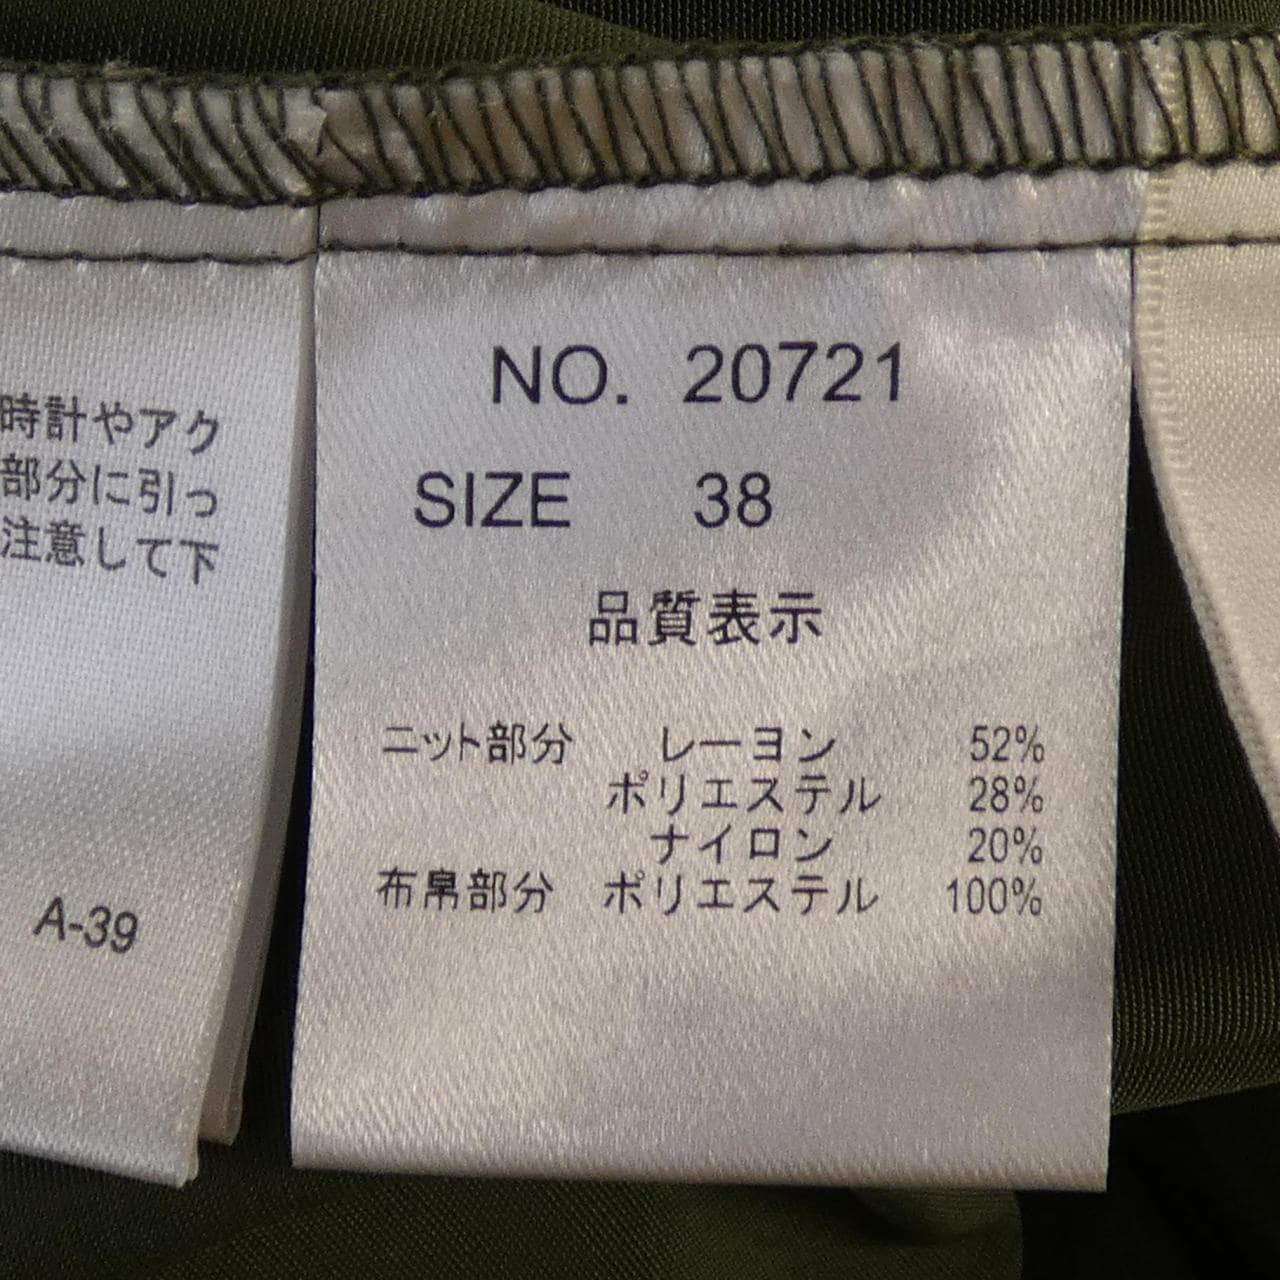 時計やアク
部分に引っ
注意して下
A-39
NO. 20721
SIZE 38
品質表示
ニット部分 レーヨン 52%
ポリエステル 28%
ナイロン 20%
布帛部分 ポリエステル 100%